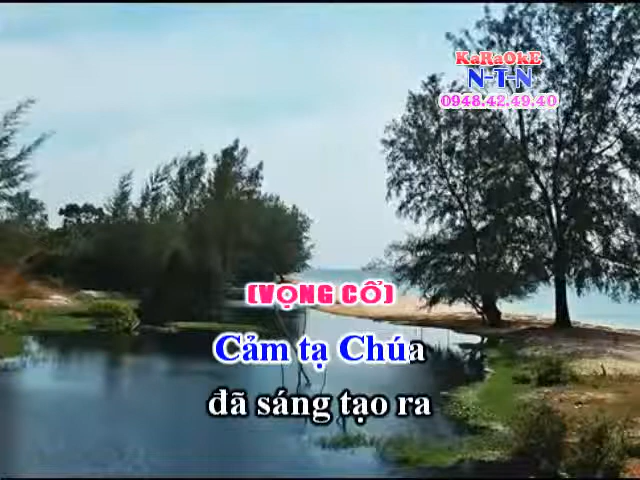 KaRaOkE
N-T-N
0948.42.49.40
(VỌNG CỔ)
Cảm tạ Chúa
đã sáng tạo ra